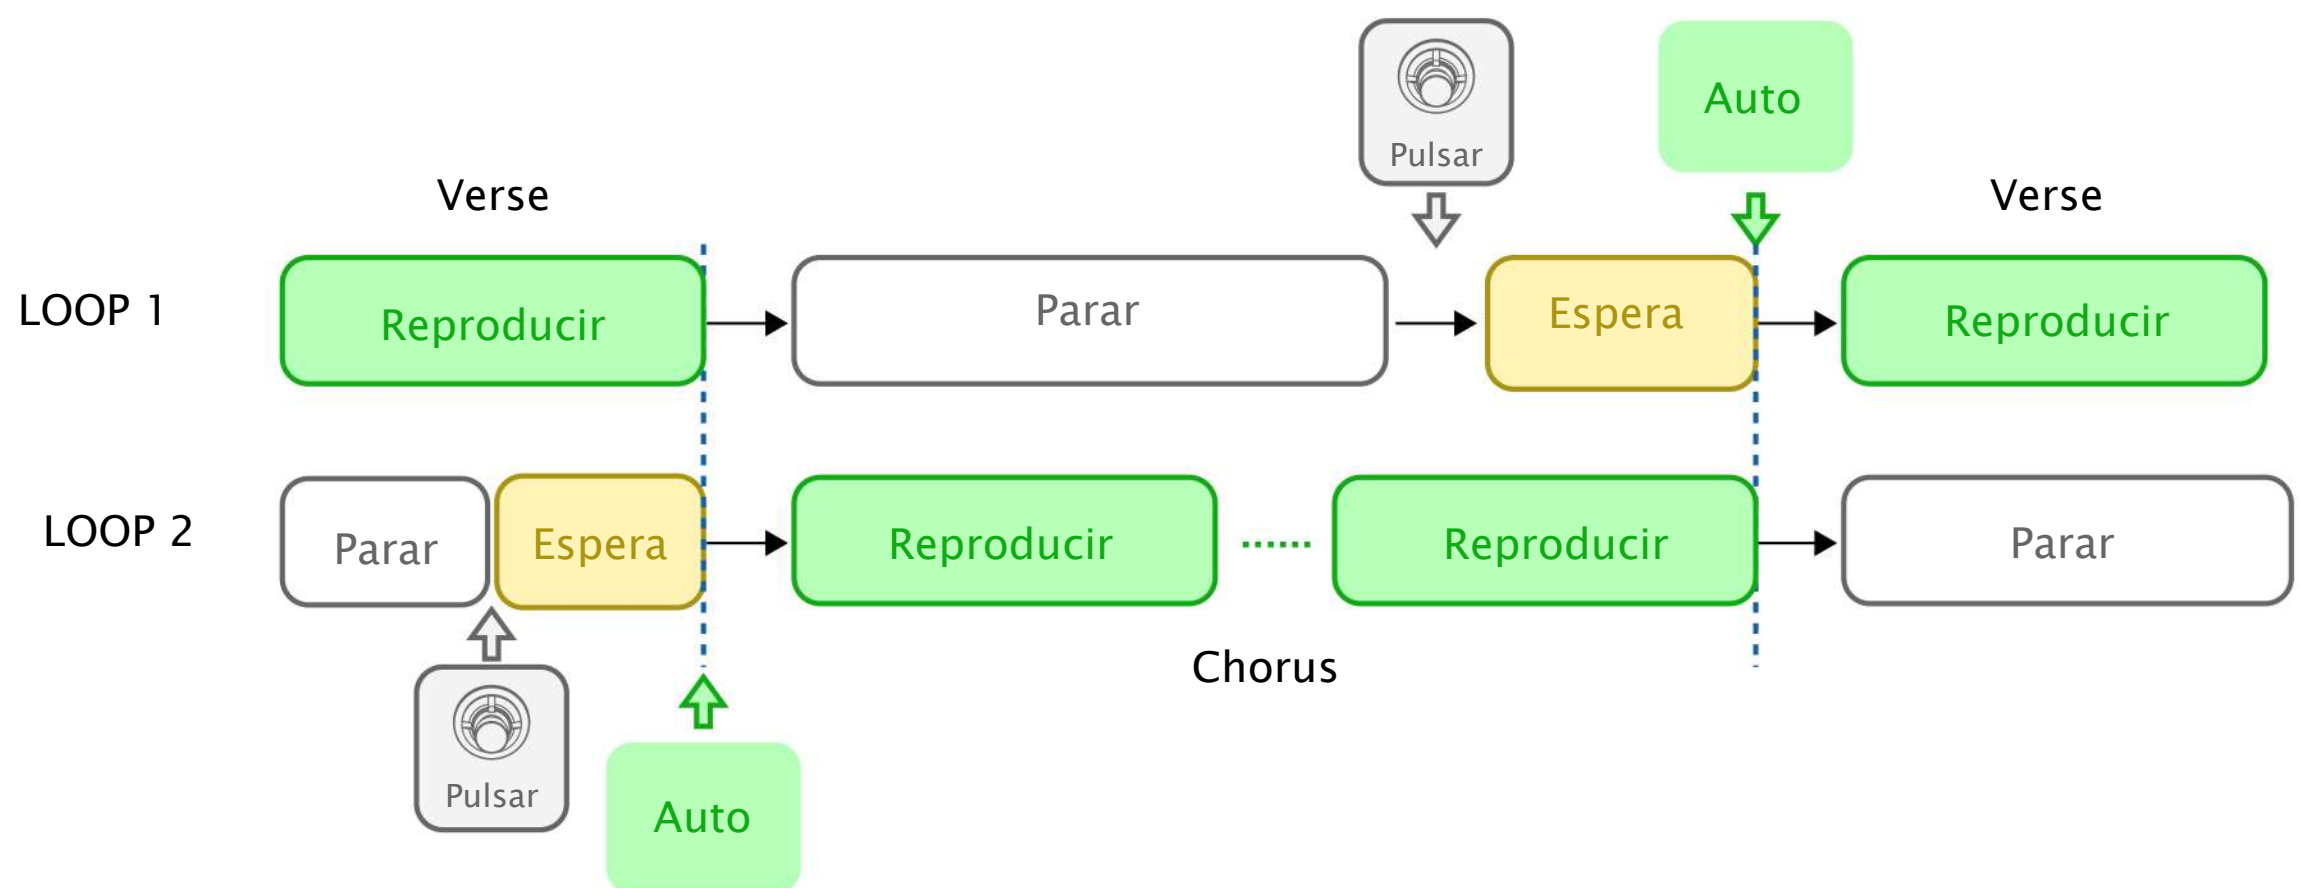 Pulsar
Auto
Verse
Verse
LOOP 1
Reproducir
Parar
Espera
Reproducir
LOOP 2
Parar
Espera
Reproducir
Reproducir
Parar
Chorus
Pulsar
Auto